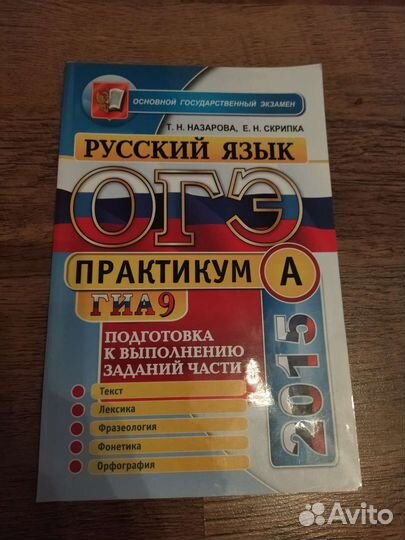 ОСНОВНОЙ ГОСУДАРСТВЕННЫЙ ЭКЗАМЕН
Т. Н. НАЗАРОВА, Е. Н. СКРИПКА
РУССКИЙ ЯЗЫК
ОГЭ
ПРАКТИКУМ А
ГИА 9
ПОДГОТОВКА
К ВЫПОЛНЕНИЮ
ЗАДАНИЙ ЧАСТИ
Текст
Лексика
Фразеология
Фонетика
Орфография
2015
Avito